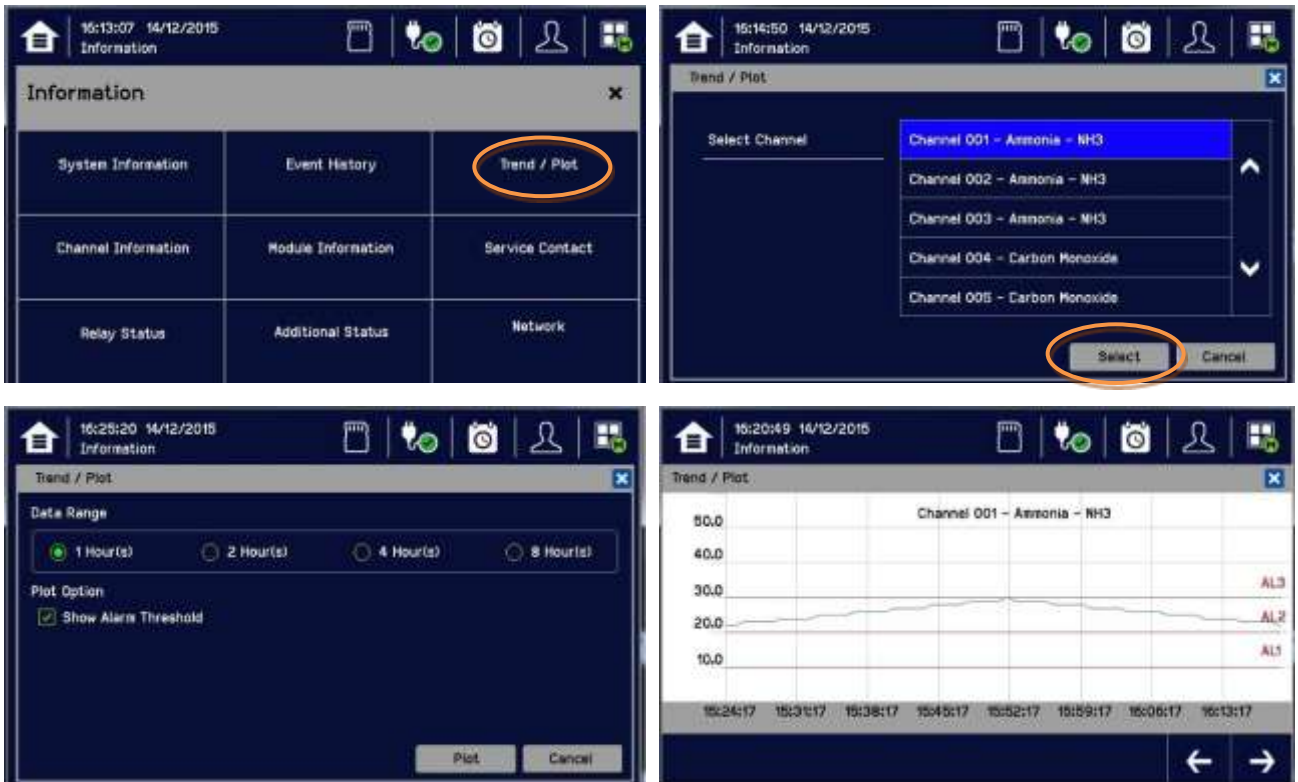 16:13:07 14/12/2015
Information
Information
System Information
Event History
Trend / Plot
Channel Information
Module Information
Service Contact
Relay Status
Additional Status
Network
16:14:50 14/12/2015
Information
Trend / Plot
Select Channel
Channel 001 - Ammonia - NH3
Channel 002 - Ammonia - NH3
Channel 003 - Ammonia - NH3
Channel 004 - Carbon Monoxide
Channel 005 - Carbon Monoxide
Select
Cancel
16:25:20 14/12/2015
Information
Trend / Plot
Data Range
1 Hour(s)
2 Hour(s)
4 Hour(s)
8 Hour(s)
Plot Option
Show Alarm Threshold
Plot
Cancel
16:20:49 14/12/2015
Information
Trend / Plot
Channel 001 - Ammonia - NH3
50.0
40.0
30.0
AL3
20.0
AL2
AL1
10.0
15:24:17 15:31:17 15:38:17 15:45:17 15:52:17 15:59:17 16:06:17 16:13:17